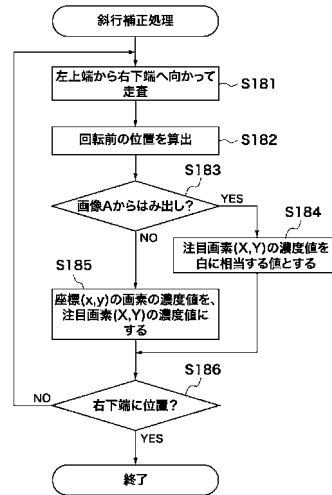 斜行補正処理
左上端から右下端へ向かって
走査
S181
回転前の位置を算出
S182
S183
画像Aからはみ出し?
YES
S184
NO
注目画素(X,Y)の濃度値を
白に相当する値とする
S185
座標(x,y)の画素の濃度値を、
注目画素(X,Y)の濃度値に
する
S186
右下端に位置?
NO
YES
終了